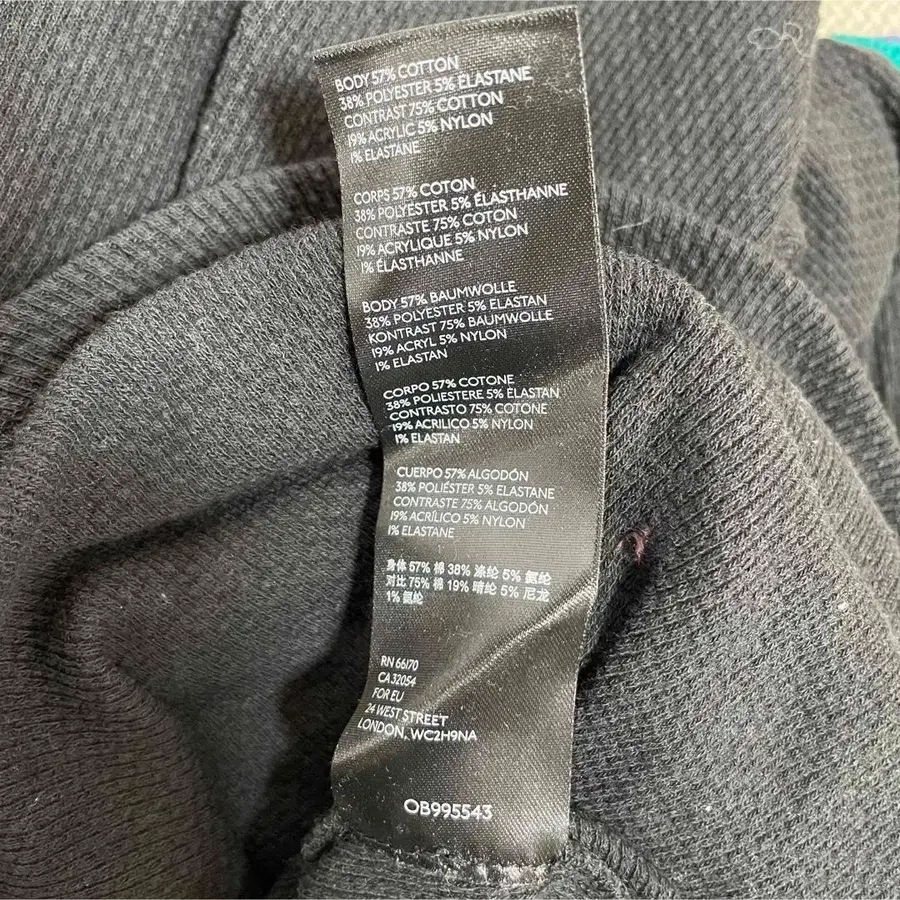 BODY 57% COTTON
38% POLYESTER 5% ELASTANE
CONTRAST 75% COTTON
19% ACRYLIC 5% NYLON
1% ELASTANE
CORPS 57% COTON
38% POLYESTER 5% ÉLASTHANNE
CONTRASTE 75% COTON
19% ACRYLIQUE 5% NYLON
1% ÉLASTHANNE
BODY 57% BAUMWOLLE
38% POLYESTER 5% ELASTAN
KONTRAST 75% BAUMWOLLE
19% ACRYL 5% NYLON
1% ELASTAN
CORPO 57% COTONE
38% POLIESTERE 5% ELASTAN
CONTRASTO 75% COTONE
19% ACRILICO 5% NYLON
1% ELASTAN
CUERPO 57% ALGODÓN
38% POLIÉSTER 5% ELASTANE
CONTRASTE 75% ALGODÓN
19% ACRÍLICO 5% NYLON
1% ELASTANE
身体 57% 棉 38% 涤纶 5% 氨纶
对比 75% 棉 19% 晴纶 5% 尼龙
1% 氨纶
RN 66170
CA 32054
FOR EU
24 WEST STREET
LONDON, WC2H9NA
OB995543